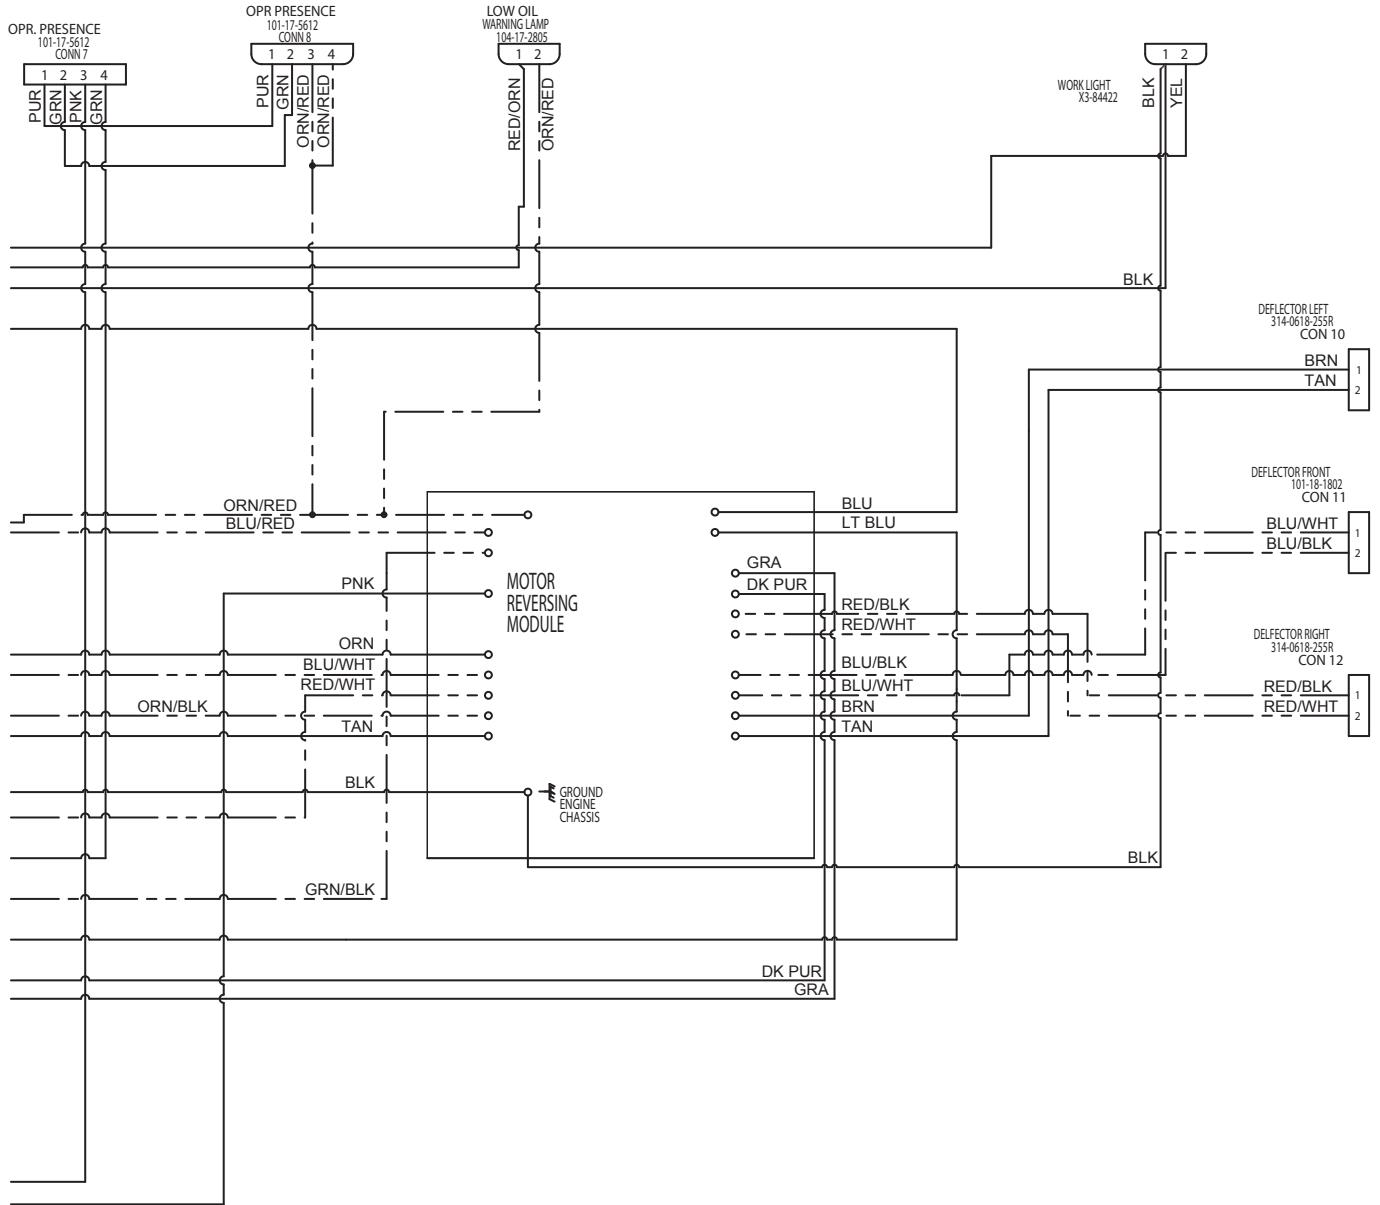 OPR. PRESENCE
101-17-5612
CONN 7
1 2 3 4
PUR
GRN
PNK
GRN
OPR PRESENCE
101-17-5612
CONN 8
1 2 3 4
PUR
GRN
ORN/RED
ORN/RED
LOW OIL
WARNING LAMP
104-17-2805
1 2
RED/ORN
ORN/RED
WORK LIGHT
X3-84422
1 2
BLK
YEL
BLK
DEFLECTOR LEFT
314-0618-255R
CON 10
BRN 1
TAN 2
DEFLECTOR FRONT
101-18-1802
CON 11
BLU/WHT 1
BLU/BLK 2
DELFECTOR RIGHT
314-0618-255R
CON 12
RED/BLK 1
RED/WHT 2
ORN/RED
BLU/RED
PNK
ORN
BLU/WHT
RED/WHT
ORN/BLK
TAN
BLK
GRN/BLK
MOTOR
REVERSING
MODULE
GROUND
ENGINE
CHASSIS
BLU
LT BLU
GRA
DK PUR
RED/BLK
RED/WHT
BLU/BLK
BLU/WHT
BRN
TAN
BLK
DK PUR
GRA